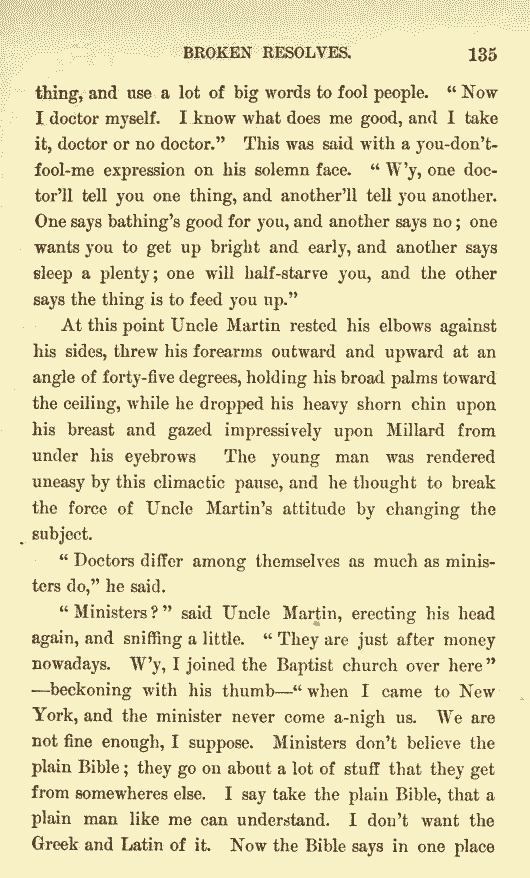 BROKEN RESOLVES. 135
thing, and use a lot of big words to fool people. “ Now
I doctor myself. I know what does me good, and I take
it, doctor or no doctor.” This was said with a you-don’t-
fool-me expression on his solemn face. “ W’y, one doc-
tor’ll tell you one thing, and another’ll tell you another.
One says bathing’s good for you, and another says no ; one
wants you to get up bright and early, and another says
sleep a plenty ; one will half-starve you, and the other
says the thing is to feed you up.”
At this point Uncle Martin rested his elbows against
his sides, threw his forearms outward and upward at an
angle of forty-five degrees, holding his broad palms toward
the ceiling, while he dropped his heavy shorn chin upon
his breast and gazed impressively upon Millard from
under his eyebrows The young man was rendered
uneasy by this climactic pause, and he thought to break
the force of Uncle Martin’s attitude by changing the
subject.
“ Doctors differ among themselves as much as minis-
ters do,” he said.
“ Ministers ? ” said Uncle Martin, erecting his head
again, and sniffing a little. “ They are just after money
nowadays. W’y, I joined the Baptist church over here ”
—beckoning with his thumb—“ when I came to New
York, and the minister never come a-nigh us. We are
not fine enough, I suppose. Ministers don’t believe the
plain Bible ; they go on about a lot of stuff that they get
from somewheres else. I say take the plain Bible, that a
plain man like me can understand. I don’t want the
Greek and Latin of it. Now the Bible says in one place